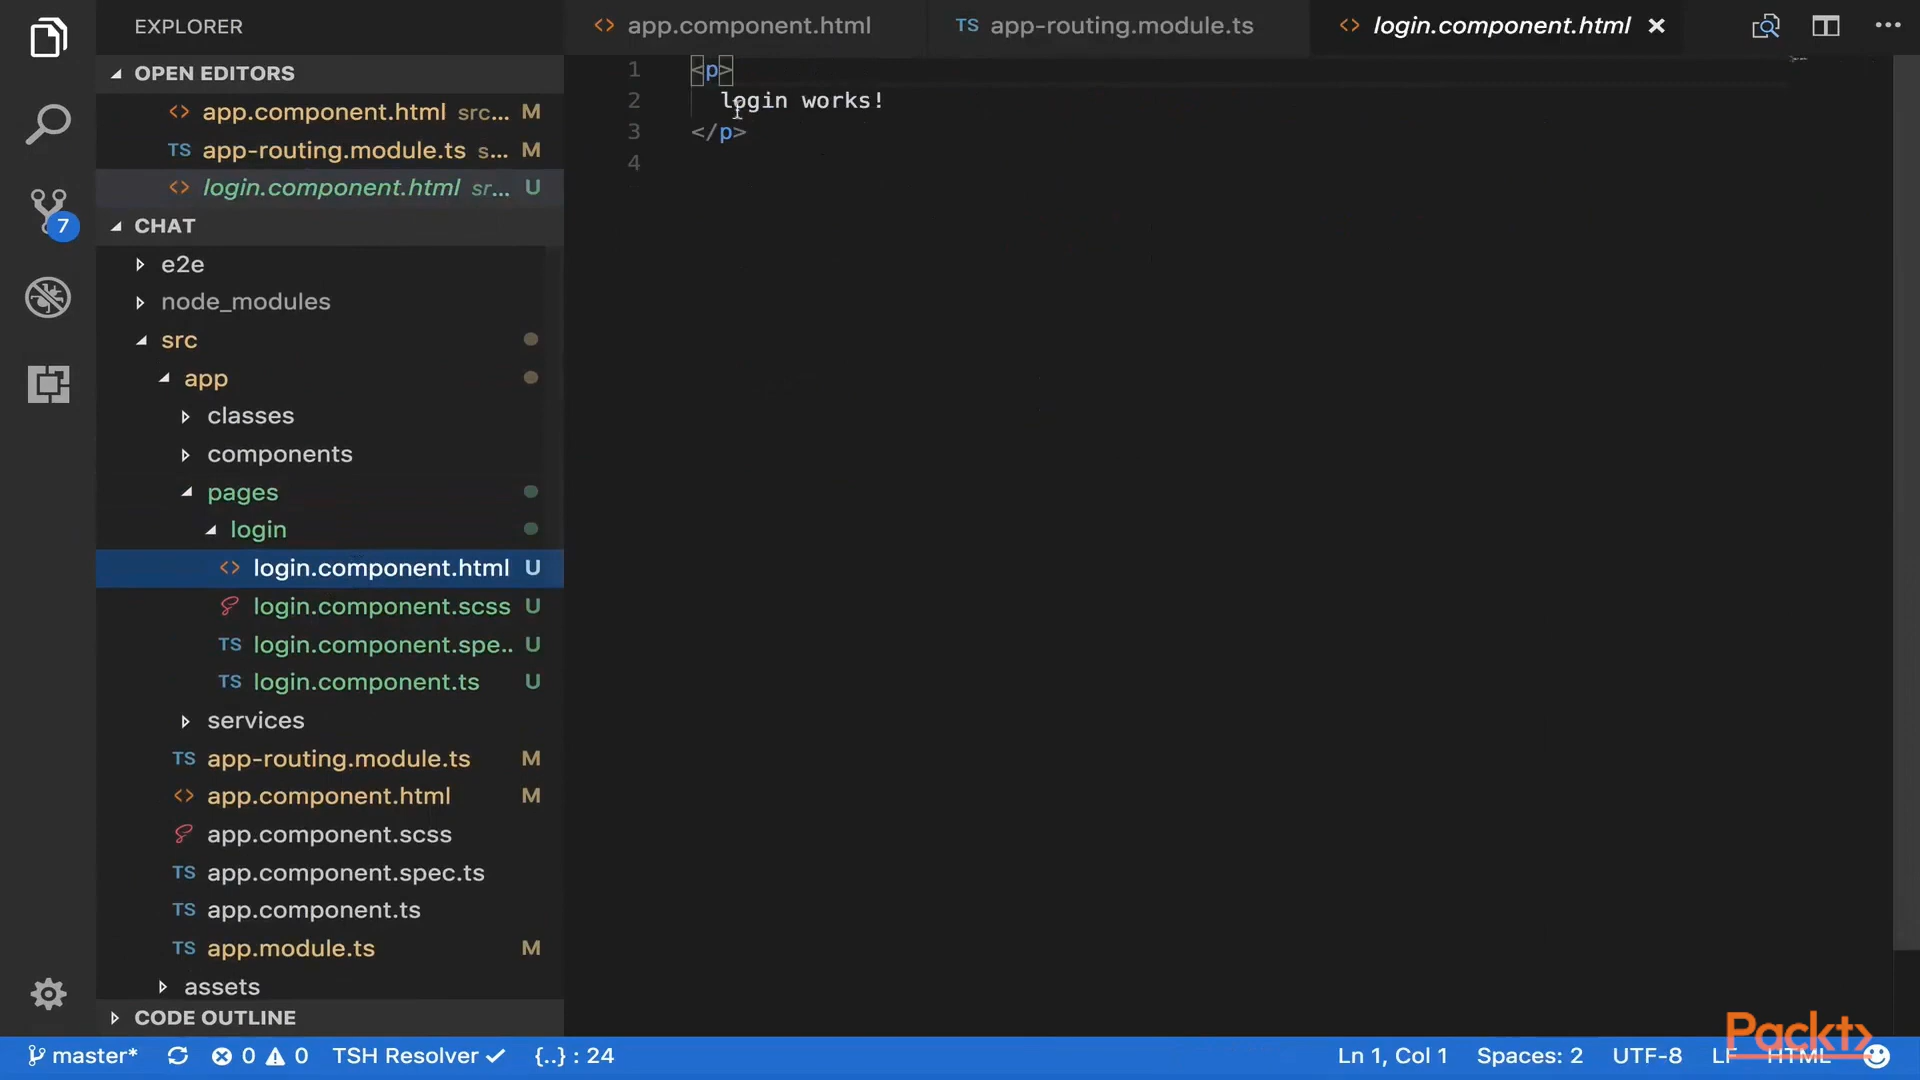 EXPLORER
OPEN EDITORS
<> app.component.html src... M
TS app-routing.module.ts s... M
<> login.component.html sr... U
7
CHAT
e2e
node_modules
src
app
classes
components
pages
login
<> login.component.html U
login.component.scss U
TS login.component.spe.. U
TS login.component.ts U
services
TS app-routing.module.ts M
<> app.component.html M
app.component.scss
TS app.component.spec.ts
TS app.component.ts
TS app.module.ts M
assets
CODE OUTLINE
<> app.component.html
TS app-routing.module.ts
<> login.component.html
1 <p>
2 login works!
3 </p>
4
Packt>
master* 0 0 TSH Resolver {..} : 24 Ln 1, Col 1 Spaces: 2 UTF-8 LF HTML